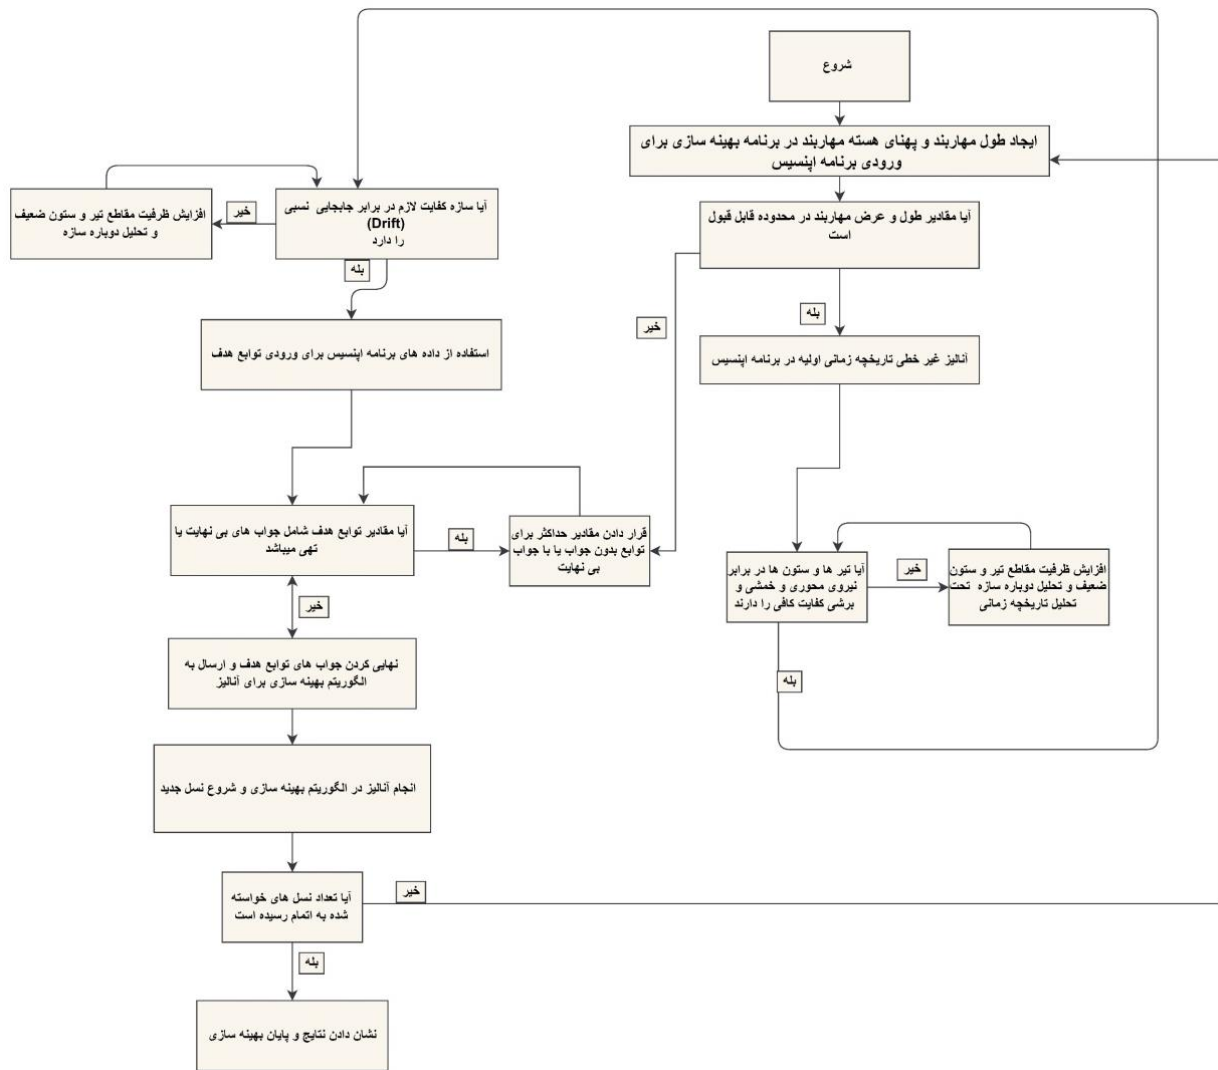 شروع
ایجاد طول مهاربند و پهنای هسته مهاربند در برنامه بهینه سازی برای
ورودی برنامه اپنسیس
آیا مقادیر طول و عرض مهاربند در محدوده قابل قبول
است
خیر
بله
آنالیز غیر خطی تاریخچه زمانی اولیه در برنامه اپنسیس
آیا تیر ها و ستون ها در برابر
نیروی محوری و خمشی و
برشی کفایت کافی را دارند
خیر
افزایش ظرفیت مقاطع تیر و ستون
ضعیف و تحلیل دوباره سازه تحت
تحلیل تاریخچه زمانی
بله
آیا سازه کفایت لازم در برابر جابجایی نسبی
(Drift)
را دارد
خیر
افزایش ظرفیت مقاطع تیر و ستون ضعیف
و تحلیل دوباره سازه
بله
استفاده از داده های برنامه اپنسیس برای ورودی توابع هدف
آیا مقادیر توابع هدف شامل جواب های بی نهایت یا
تهی میباشد
بله
قرار دادن مقادیر حداکثر برای
توابع بدون جواب یا با جواب
بی نهایت
خیر
نهایی کردن جواب های توابع هدف و ارسال به
الگوریتم بهینه سازی برای آنالیز
انجام آنالیز در الگوریتم بهینه سازی و شروع نسل جدید
آیا تعداد نسل های خواسته
شده به اتمام رسیده است
خیر
بله
نشان دادن نتایج و پایان بهینه سازی